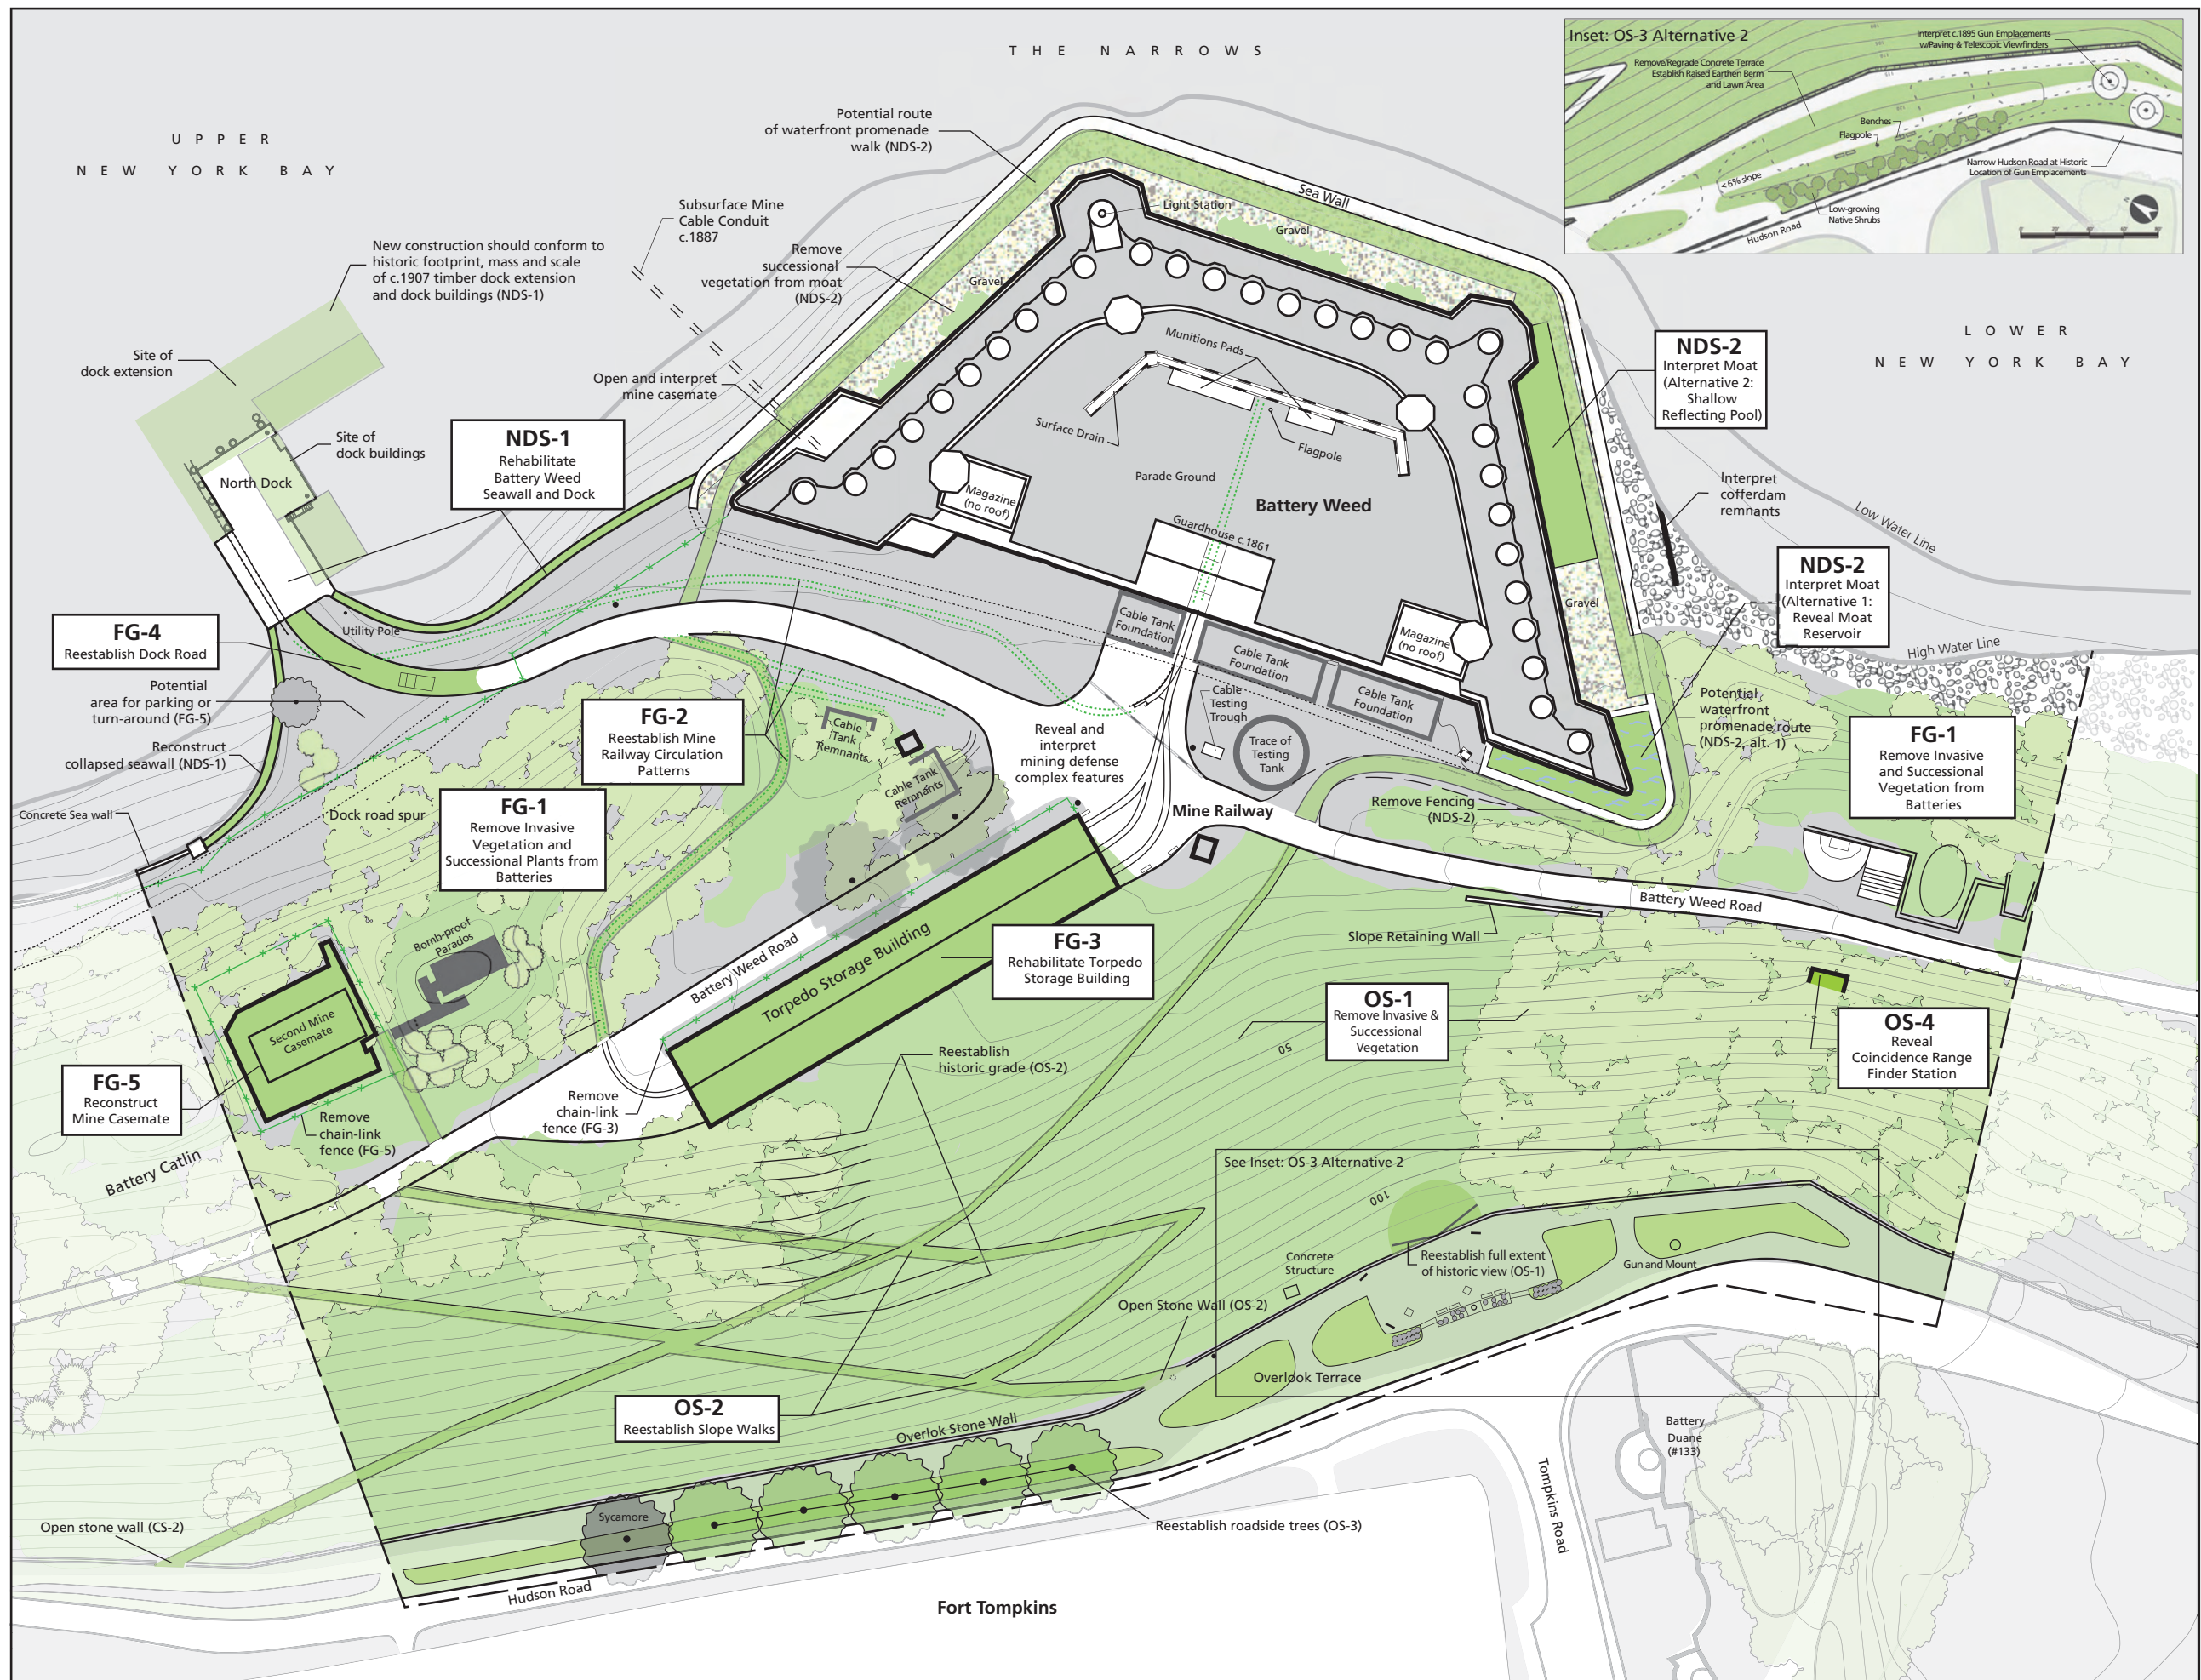 THE NARROWS
UPPER
NEW YORK BAY
LOWER
NEW YORK BAY
Inset: OS-3 Alternative 2
Interpret c.1895 Gun Emplacements
w/Paving & Telescopic Viewfinders
Remove/Regrade Concrete Terrace
Establish Raised Earthen Berm
and Lawn Area
Benches
Flagpole
< 6% slope
Narrow Hudson Road at Historic
Location of Gun Emplacements
Low-growing
Native Shrubs
Hudson Road
N
Potential route
of waterfront promenade
walk (NDS-2)
Subsurface Mine
Cable Conduit
c.1887
Remove
successional
vegetation from moat
(NDS-2)
New construction should conform to
historic footprint, mass and scale
of c.1907 timber dock extension
and dock buildings (NDS-1)
Site of
dock extension
Open and interpret
mine casemate
Site of
dock buildings
North Dock
NDS-1
Rehabilitate
Battery Weed
Seawall and Dock
Sea Wall
Light Station
Gravel
Gravel
Munitions Pads
Surface Drain
Flagpole
Parade Ground
Battery Weed
Magazine
(no roof)
Guardhouse c.1861
NDS-2
Interpret Moat
(Alternative 2:
Shallow
Reflecting Pool)
Interpret
cofferdam
remnants
Low Water Line
NDS-2
Interpret Moat
(Alternative 1:
Reveal Moat
Reservoir
Gravel
High Water Line
FG-4
Reestablish Dock Road
Utility Pole
Potential
area for parking or
turn-around (FG-5)
Reconstruct
collapsed seawall (NDS-1)
Concrete Sea wall
Dock road spur
FG-2
Reestablish Mine
Railway Circulation
Patterns
Cable
Tank
Remnants
Cable Tank
Remnants
Cable Tank
Foundation
Cable Tank
Foundation
Cable Tank
Foundation
Magazine
(no roof)
Cable
Testing
Trough
Trace of
Testing
Tank
Reveal and
interpret
mining defense
complex features
Mine Railway
Remove Fencing
(NDS-2)
Potential
waterfront
promenade route
(NDS-2, alt. 1)
FG-1
Remove Invasive
and Successional
Vegetation from
Batteries
FG-1
Remove Invasive
Vegetation and
Successional Plants from
Batteries
Bomb-proof
Parados
Second Mine
Casemate
FG-5
Reconstruct
Mine Casemate
Remove
chain-link
fence (FG-5)
Battery Catlin
Battery Weed Road
Torpedo Storage Building
FG-3
Rehabilitate Torpedo
Storage Building
Remove
chain-link
fence (FG-3)
Reestablish
historic grade (OS-2)
Slope Retaining Wall
Battery Weed Road
OS-1
Remove Invasive &
Successional
Vegetation
50
OS-4
Reveal
Coincidence Range
Finder Station
See Inset: OS-3 Alternative 2
100
Concrete
Structure
Reestablish full extent
of historic view (OS-1)
Gun and Mount
Open Stone Wall (OS-2)
Overlook Terrace
OS-2
Reestablish Slope Walks
Overlok Stone Wall
Sycamore
Reestablish roadside trees (OS-3)
Open stone wall (CS-2)
Hudson Road
Fort Tompkins
Tompkins Road
Battery
Duane
(#133)